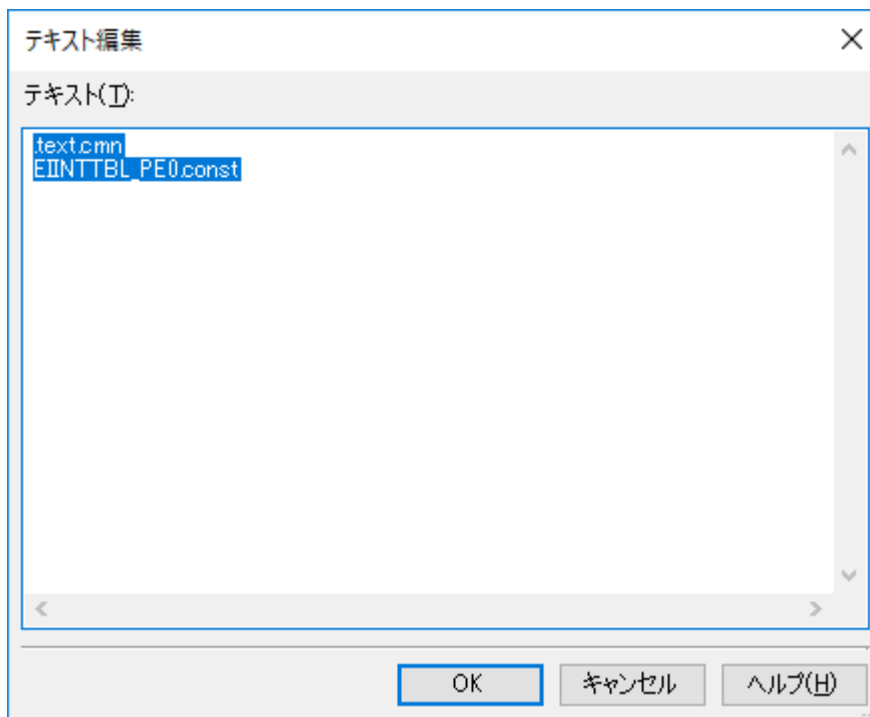 テキスト編集
テキスト(T):
.text.cmn
EIINTTBL_PE0.const
OK
キャンセル
ヘルプ(H)